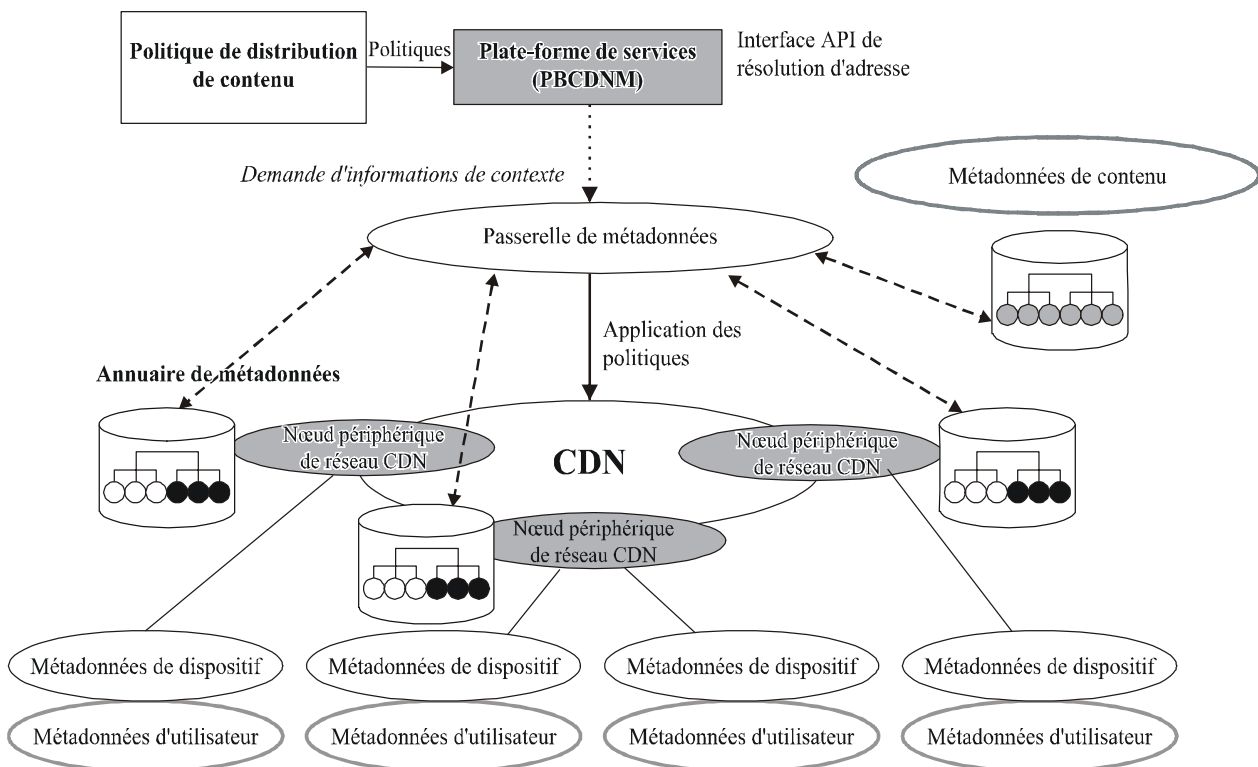 Politique de distribution
de contenu
Politiques
Plate-forme de services
(PBCDNM)
Interface API de
résolution d'adresse
Demande d'informations de contexte
Métadonnées de contenu
Passerelle de métadonnées
Application des
politiques
Annuaire de métadonnées
Nœud périphérique
de réseau CDN
CDN
Nœud périphérique
de réseau CDN
Nœud périphérique
de réseau CDN
Métadonnées de dispositif
Métadonnées de dispositif
Métadonnées de dispositif
Métadonnées de dispositif
Métadonnées d'utilisateur
Métadonnées d'utilisateur
Métadonnées d'utilisateur
Métadonnées d'utilisateur